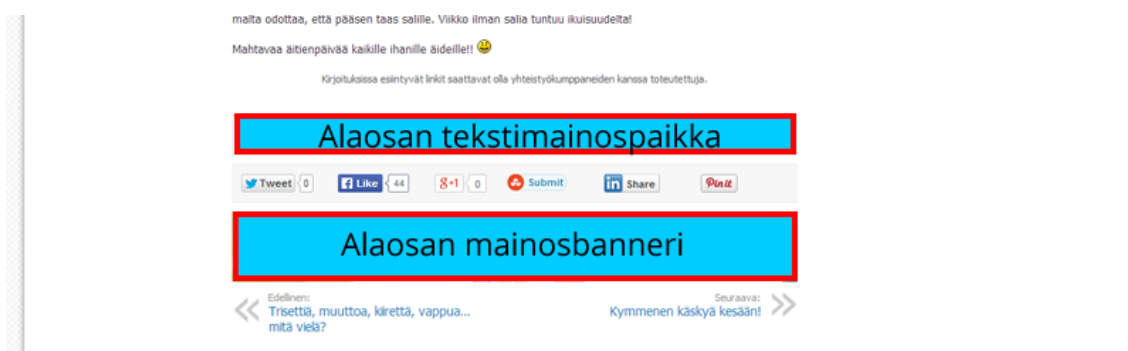 malta odottaa, että pääsen taas salille. Viikko ilman salia tuntuu ikuisuudelta!
Mahtavaa äitienpäivää kaikille ihanille äideille!!
Kirjoituksissa esiintyvät linkit saattavat olla yhteistyökumppaneiden kanssa toteutettuja.
Alaosan tekstimainospaikka
Tweet 0 Like 44 g+1 0 Submit in Share Pin it
Alaosan mainosbanneri
Edellinen: Seuraava:
Trisettiä, muuttoa, kiirettä, vappua... Kymmenen käskyä kesään!
mitä vielä?